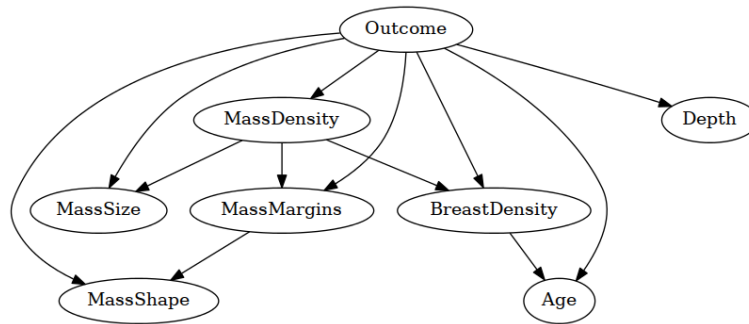 Outcome
MassDensity
Depth
MassSize
MassMargins
BreastDensity
MassShape
Age